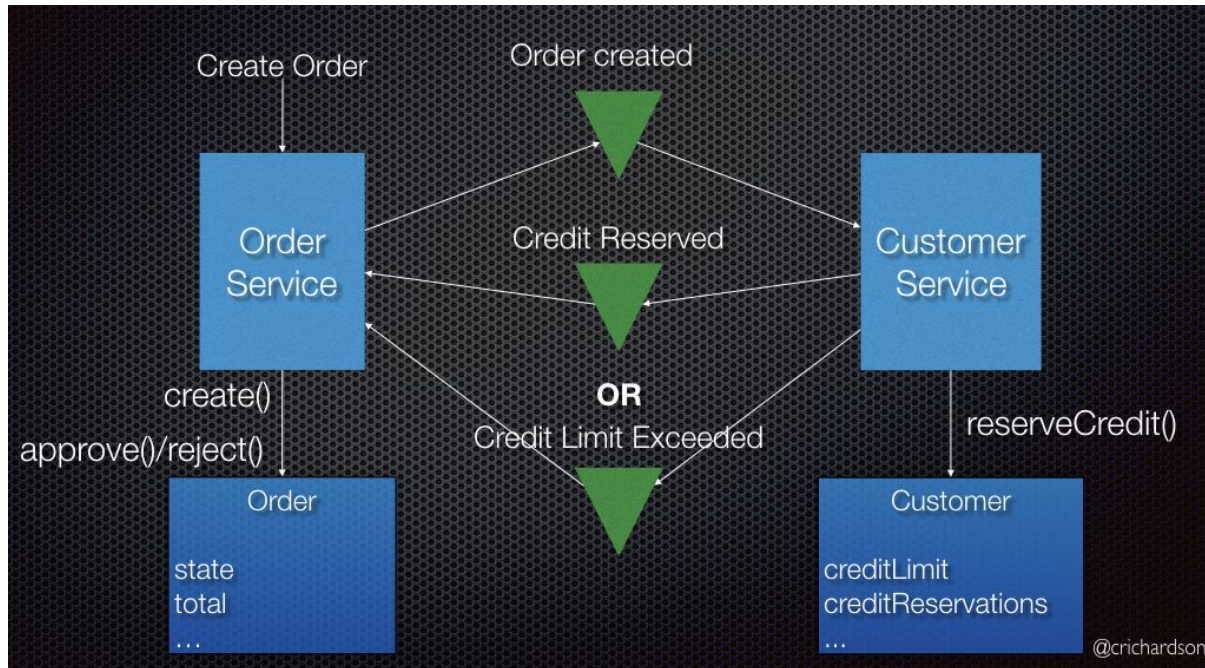 Create Order
Order created
Order
Service
Credit Reserved
Customer
Service
create()
OR
approve()/reject()
Credit Limit Exceeded
reserveCredit()
Order
state
total
...
Customer
creditLimit
creditReservations
...
@crichardson